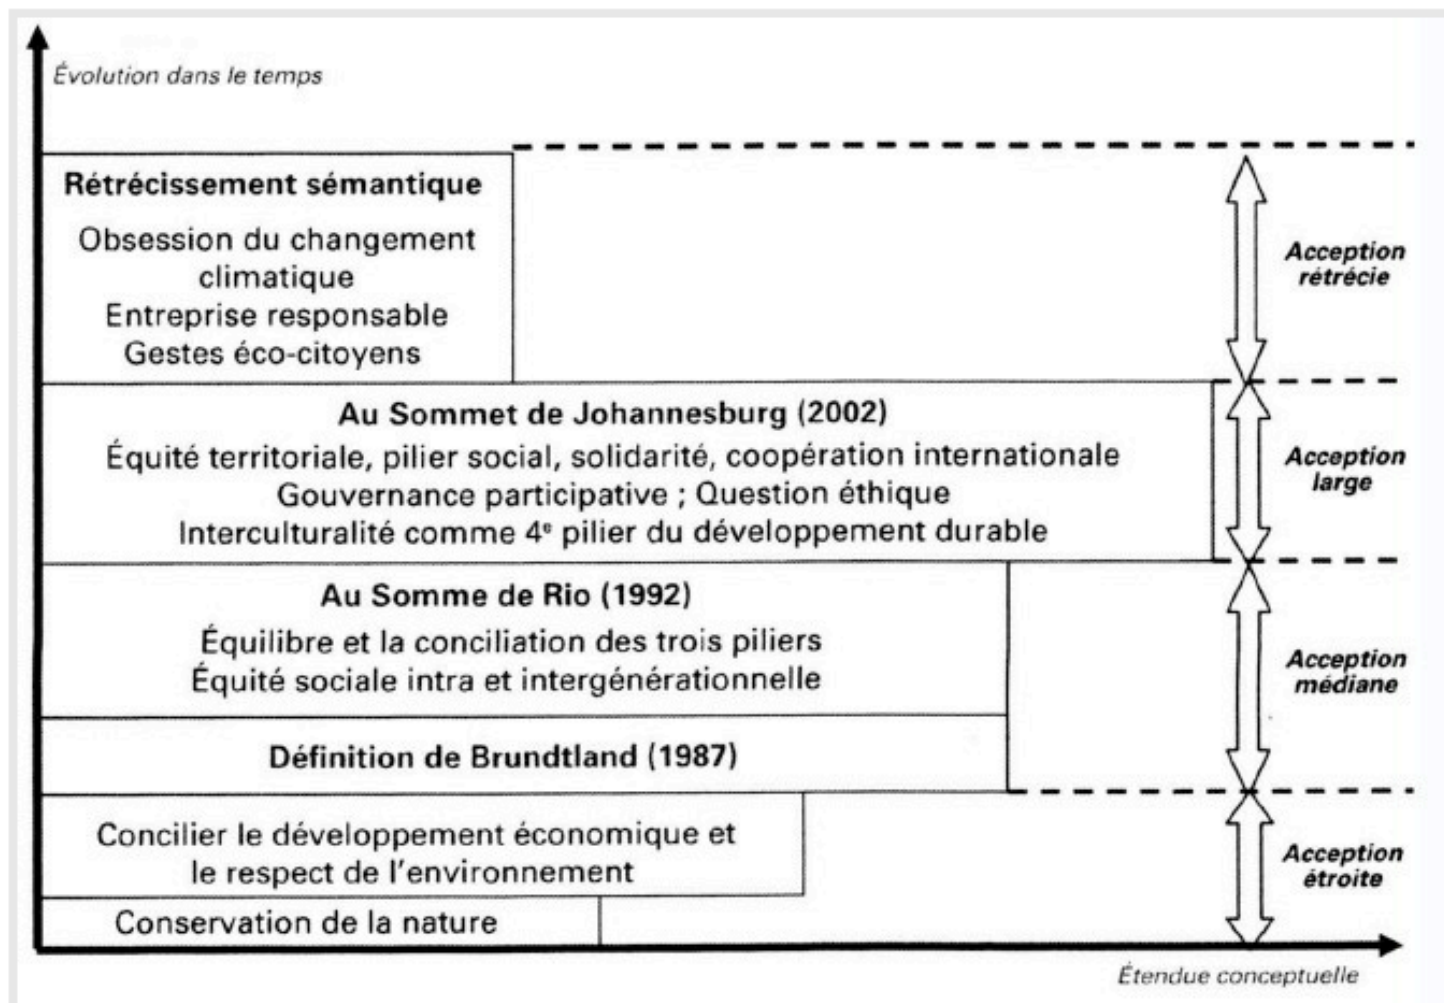 Évolution dans le temps
Rétrécissement sémantique
Obsession du changement
climatique
Entreprise responsable
Gestes éco-citoyens
Acception
rétrécie
Au Sommet de Johannesburg (2002)
Équité territoriale, pilier social, solidarité, coopération internationale
Gouvernance participative ; Question éthique
Interculturalité comme 4e pilier du développement durable
Acception
large
Au Somme de Rio (1992)
Équilibre et la conciliation des trois piliers
Équité sociale intra et intergénérationnelle
Acception
médiane
Définition de Brundtland (1987)
Concilier le développement économique et
le respect de l'environnement
Acception
étroite
Conservation de la nature
Étendue conceptuelle